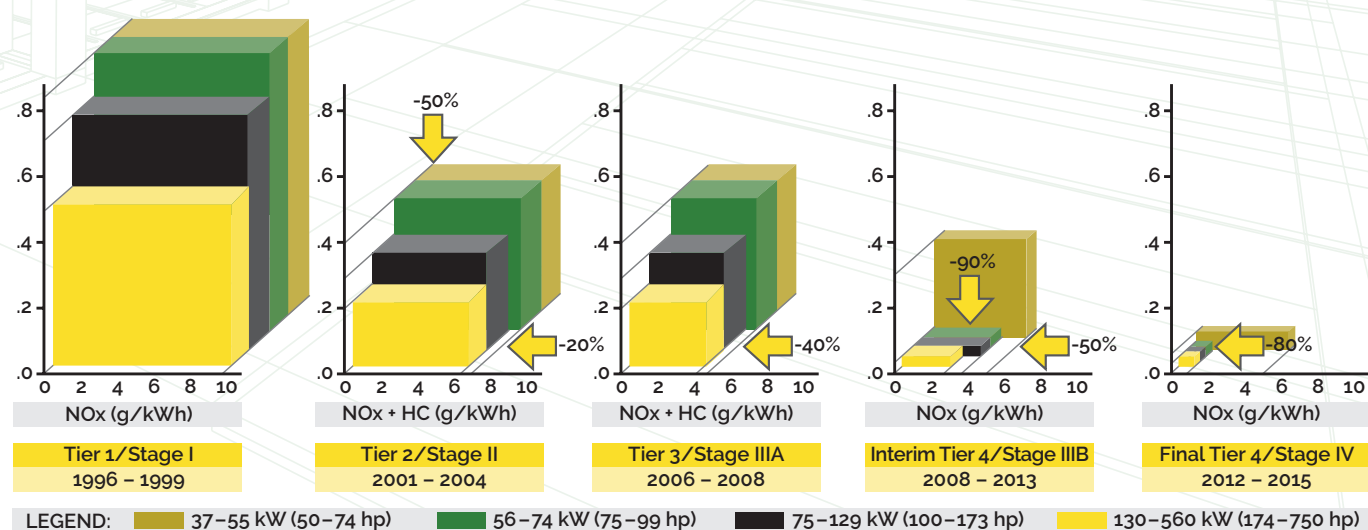 -50%
.8
.6
.4
.2
.0
0 2 4 6 8 10
NOx (g/kWh)
Tier 1/Stage I
1996 – 1999
.8
.6
.4
.2
.0
-20%
0 2 4 6 8 10
NOx + HC (g/kWh)
Tier 2/Stage II
2001 – 2004
.8
.6
.4
.2
.0
-40%
0 2 4 6 8 10
NOx + HC (g/kWh)
Tier 3/Stage IIIA
2006 – 2008
.8
.6
.4
.2
.0
-90%
-50%
0 2 4 6 8 10
NOx (g/kWh)
Interim Tier 4/Stage IIIB
2008 – 2013
.8
.6
.4
.2
.0
-80%
0 2 4 6 8 10
NOx (g/kWh)
Final Tier 4/Stage IV
2012 – 2015
LEGEND: 37–55 kW (50–74 hp) 56–74 kW (75–99 hp) 75–129 kW (100–173 hp) 130–560 kW (174–750 hp)